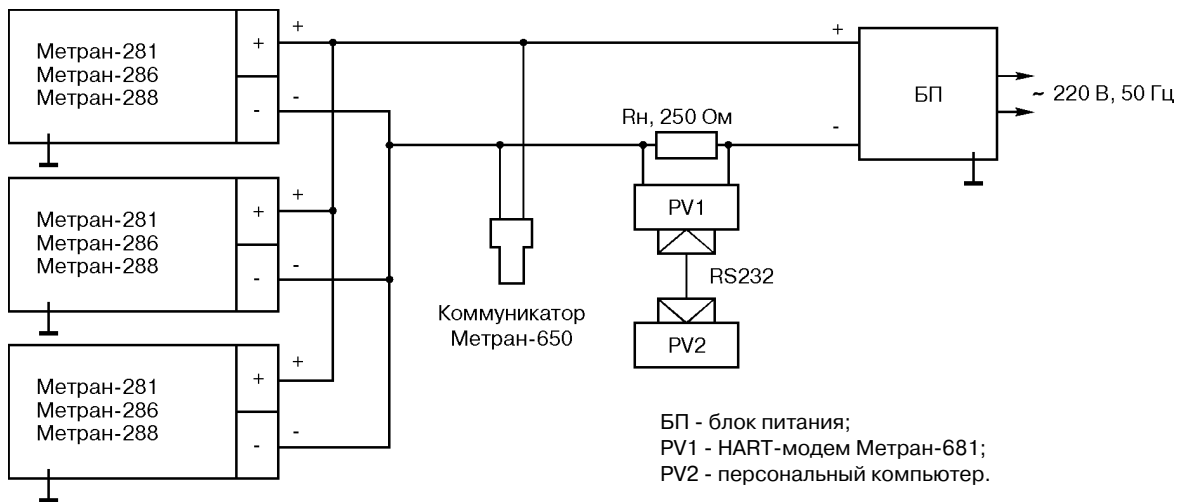 Метран-281
Метран-286
Метран-288
+
-
+
-
Метран-281
Метран-286
Метран-288
+
-
+
-
Метран-281
Метран-286
Метран-288
+
-
+
-
Коммуникатор
Метран-650
Rн, 250 Ом
PV1
RS232
PV2
+
-
БП
~ 220 В, 50 Гц
БП - блок питания;
PV1 - HART-модем Метран-681;
PV2 - персональный компьютер.